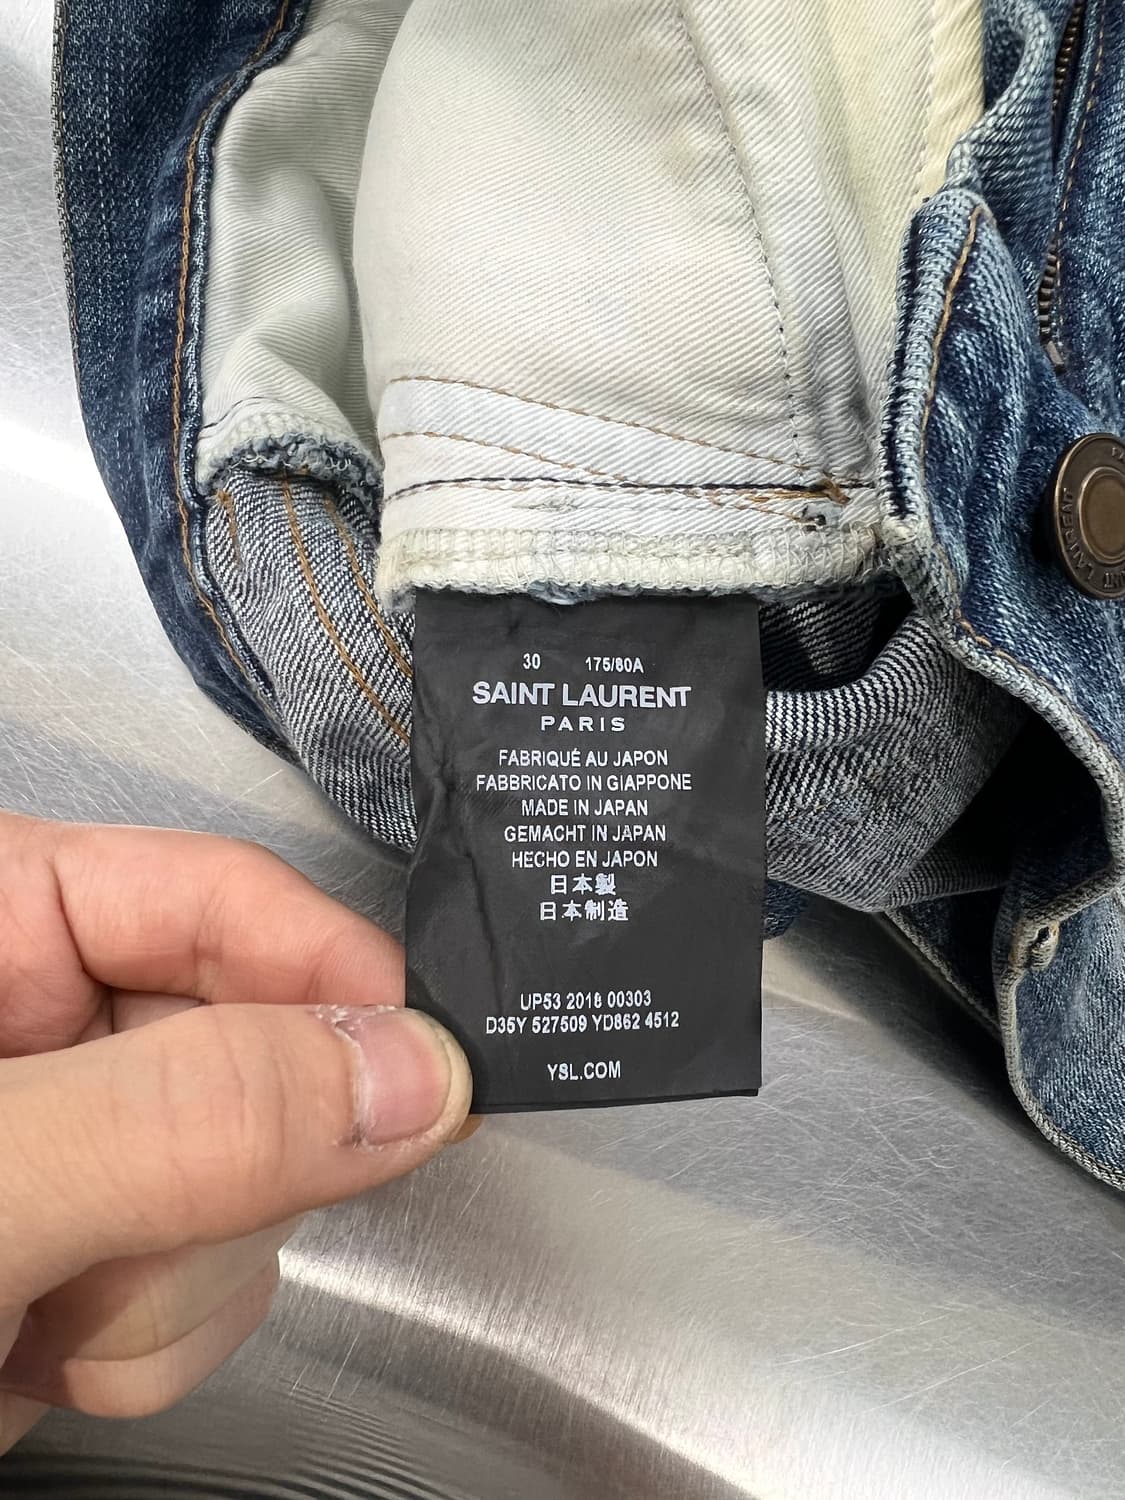 30 175/80A
SAINT LAURENT
PARIS
FABRIQUÉ AU JAPON
FABBRICATO IN GIAPPONE
MADE IN JAPAN
GEMACHT IN JAPAN
HECHO EN JAPON
日本製
日本制造
UP53 2018 00303
D35Y 527509 YD862 4512
YSL.COM
LAURENT